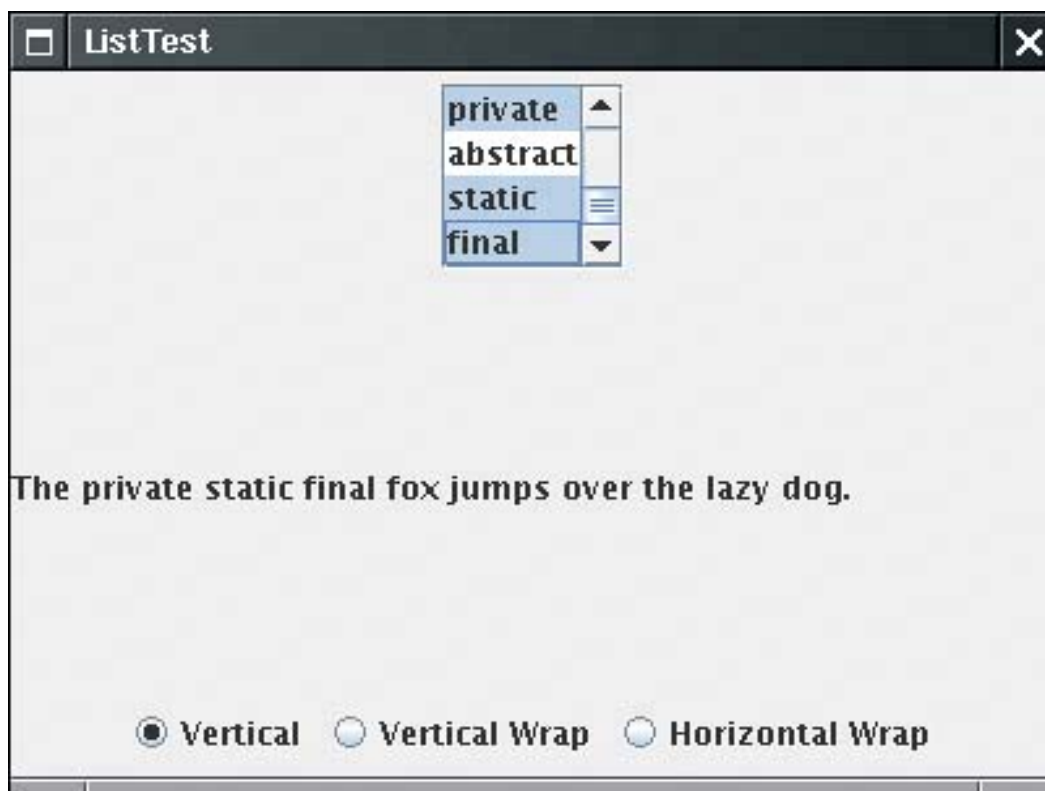 ListTest
private
abstract
static
final
The private static final fox jumps over the lazy dog.
Vertical Vertical Wrap Horizontal Wrap